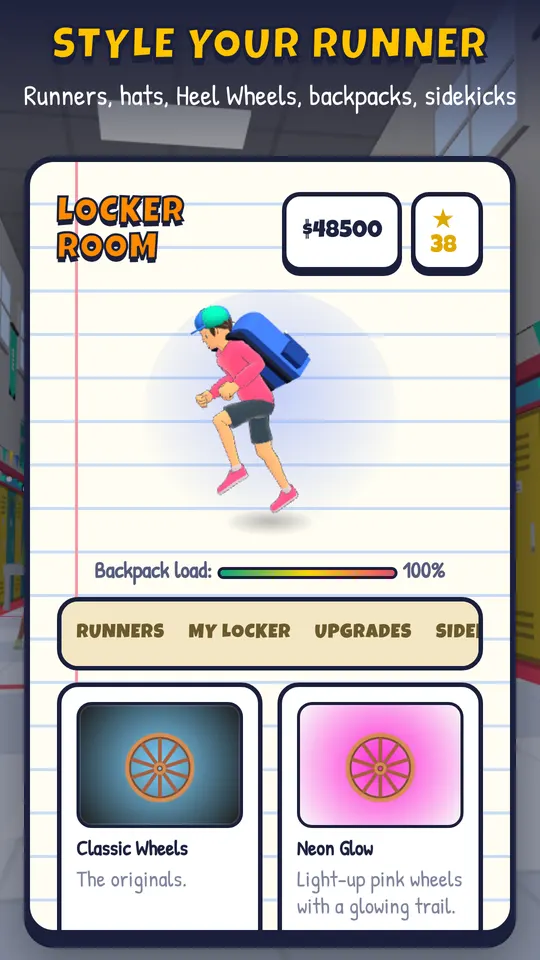 STYLE YOUR RUNNER
Runners, hats, Heel Wheels, backpacks, sidekicks
LOCKER
ROOM
$48500
★
38
Backpack load: 100%
RUNNERS MY LOCKER UPGRADES SIDE
Classic Wheels
The originals.
Neon Glow
Light-up pink wheels
with a glowing trail.